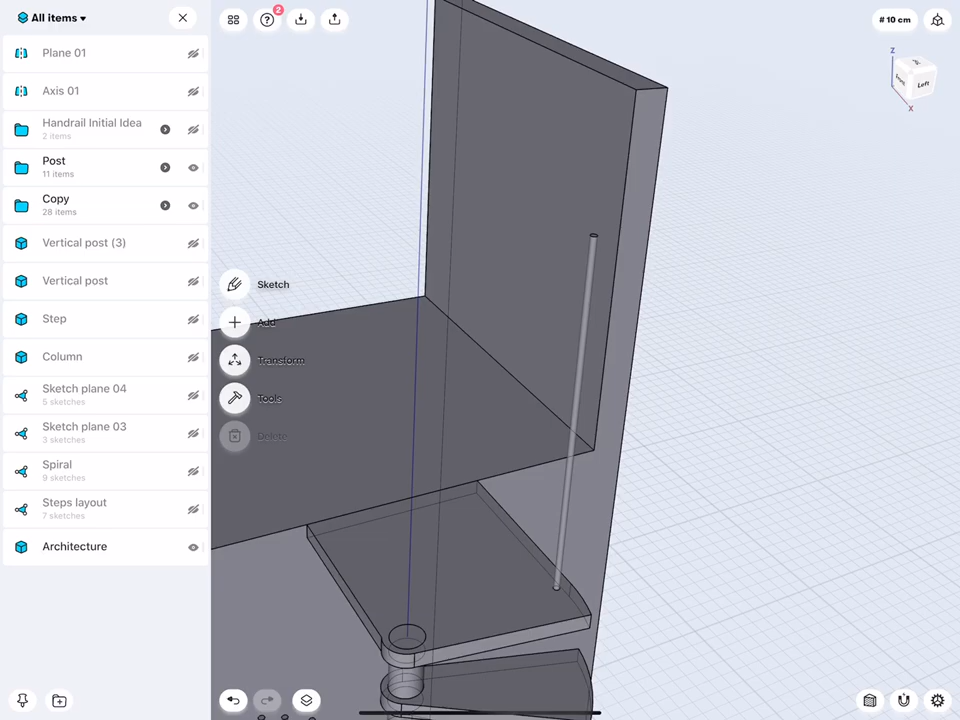 All items
2
# 10 cm
Plane 01
Axis 01
Handrail Initial Idea
2 items
Post
11 items
Copy
28 items
Vertical post (3)
Vertical post
Step
Column
Sketch plane 04
5 sketches
Sketch plane 03
3 sketches
Spiral
9 sketches
Steps layout
7 sketches
Architecture
Sketch
Add
Transform
Tools
Delete
Z
Left
X